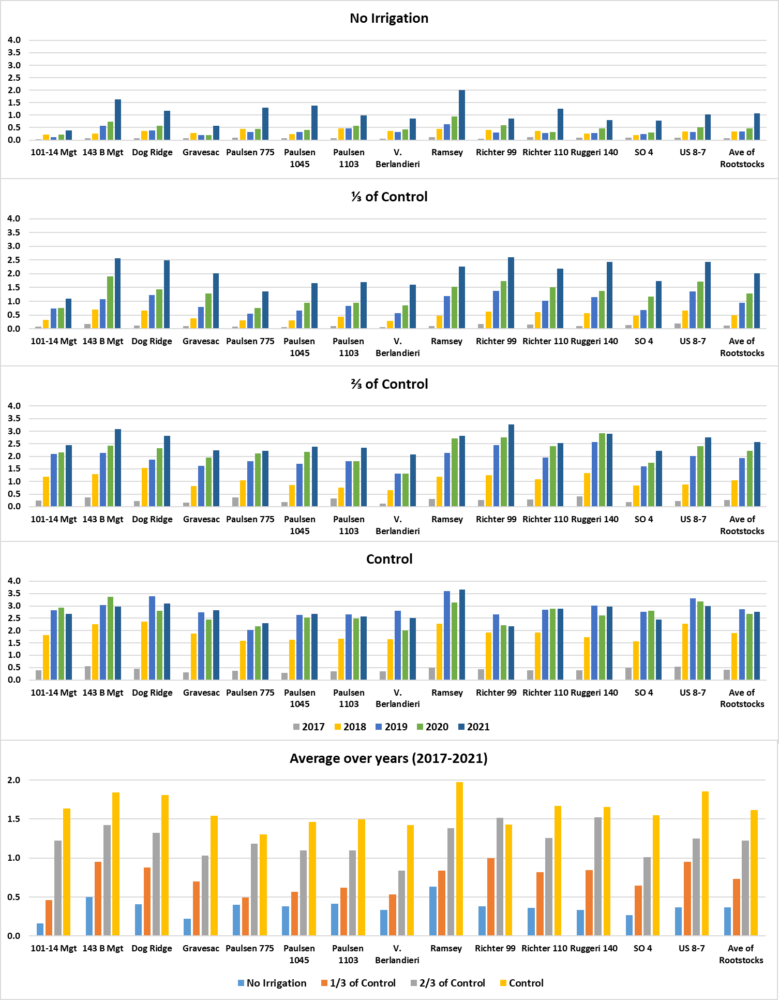 No Irrigation
4.0
3.5
3.0
2.5
2.0
1.5
1.0
0.5
0.0
101-14 Mgt 143 B Mgt Dog Ridge Gravesac Paulsen 775 Paulsen Paulsen V. Ramsey Richter 99 Richter 110 Ruggeri 140 SO 4 US 8-7 Ave of
1045 1103 Berlandieri Rootstocks
⅓ of Control
4.0
3.5
3.0
2.5
2.0
1.5
1.0
0.5
0.0
101-14 Mgt 143 B Mgt Dog Ridge Gravesac Paulsen 775 Paulsen Paulsen V. Ramsey Richter 99 Richter 110 Ruggeri 140 SO 4 US 8-7 Ave of
1045 1103 Berlandieri Rootstocks
⅔ of Control
4.0
3.5
3.0
2.5
2.0
1.5
1.0
0.5
0.0
101-14 Mgt 143 B Mgt Dog Ridge Gravesac Paulsen 775 Paulsen Paulsen V. Ramsey Richter 99 Richter 110 Ruggeri 140 SO 4 US 8-7 Ave of
1045 1103 Berlandieri Rootstocks
Control
4.0
3.5
3.0
2.5
2.0
1.5
1.0
0.5
0.0
101-14 Mgt 143 B Mgt Dog Ridge Gravesac Paulsen 775 Paulsen Paulsen V. Ramsey Richter 99 Richter 110 Ruggeri 140 SO 4 US 8-7 Ave of
1045 1103 Berlandieri Rootstocks
2017 2018 2019 2020 2021
Average over years (2017-2021)
2.0
1.5
1.0
0.5
0.0
101-14 Mgt 143 B Mgt Dog Ridge Gravesac Paulsen 775 Paulsen Paulsen V. Ramsey Richter 99 Richter 110 Ruggeri 140 SO 4 US 8-7 Ave of
1045 1103 Berlandieri Rootstocks
No Irrigation 1/3 of Control 2/3 of Control Control